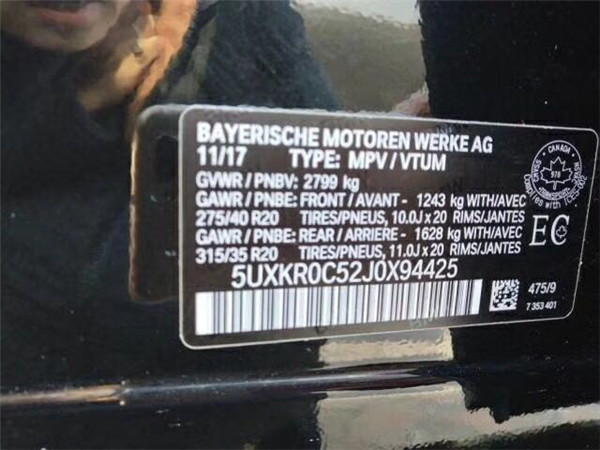 BAYERISCHE MOTOREN WERKE AG
11/17 TYPE: MPV / VTUM
GVWR / PNBV: 2799 kg
GAWR / PNBE: FRONT / AVANT - 1243 kg WITH/AVEC
275/40 R20 TIRES/PNEUS, 10.0J x 20 RIMS/JANTES
GAWR / PNBE: REAR / ARRIERE - 1628 kg WITH/AVEC
315/35 R20 TIRES/PNEUS, 11.0J x 20 RIMS/JANTES
5UXKR0C52J0X94425
CANADA
978
EC
475/9
7 353 401